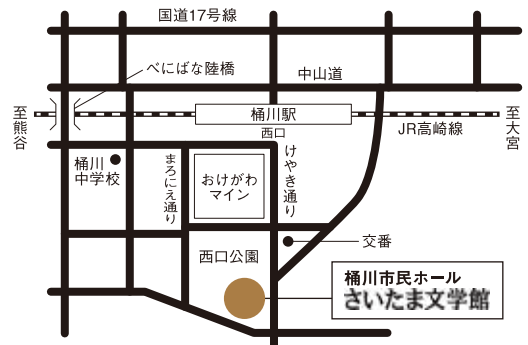 国道17号線
べにばな陸橋
中山道
至熊谷
桶川駅
至大宮
西口
JR高崎線
桶川
中学校
まろにえ通り
おけがわ
マイン
けやき通り
交番
西口公園
桶川市民ホール
さいたま文学館